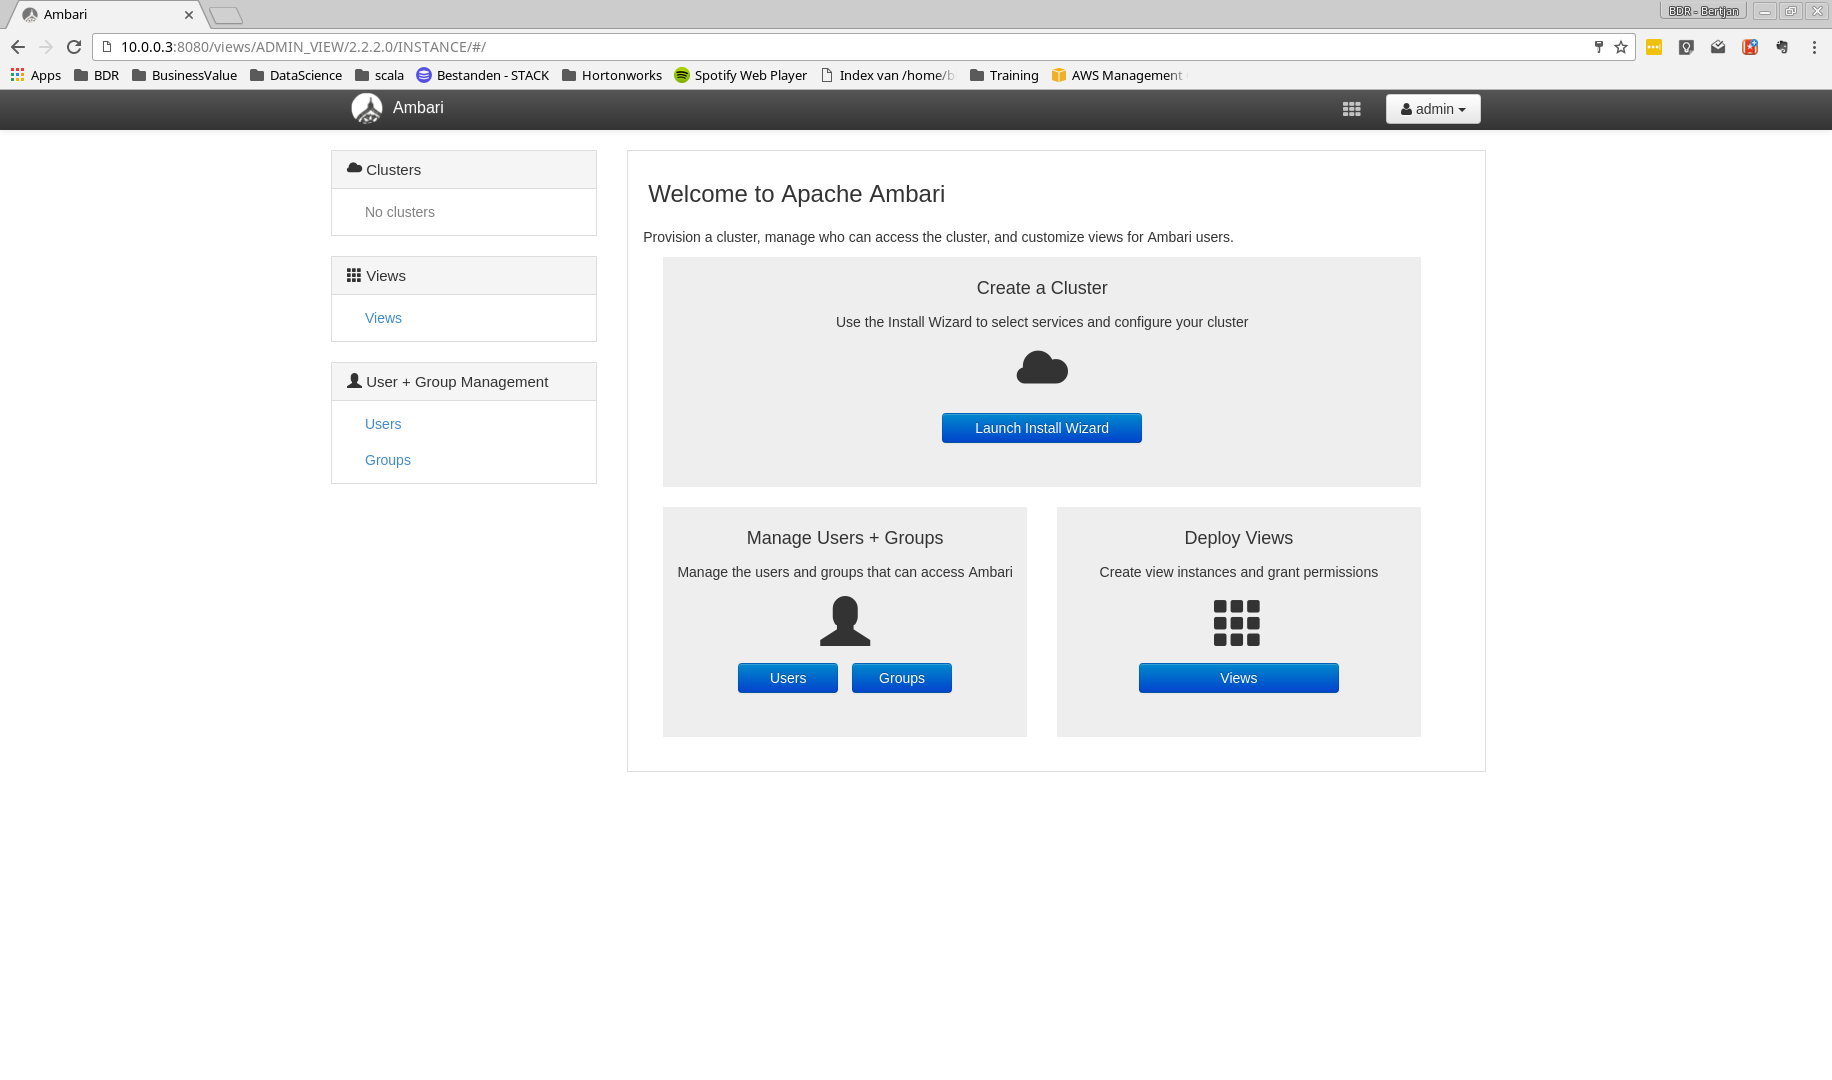 Ambari
BDR - Bertjan
10.0.0.3:8080/views/ADMIN_VIEW/2.2.2.0/INSTANCE/#/
Apps BDR BusinessValue DataScience scala Bestanden - STACK Hortonworks Spotify Web Player Index van /home/b Training AWS Management
Ambari
admin
Clusters
No clusters
Views
Views
User + Group Management
Users
Groups
Welcome to Apache Ambari
Provision a cluster, manage who can access the cluster, and customize views for Ambari users.
Create a Cluster
Use the Install Wizard to select services and configure your cluster
Launch Install Wizard
Manage Users + Groups
Manage the users and groups that can access Ambari
Users Groups
Deploy Views
Create view instances and grant permissions
Views